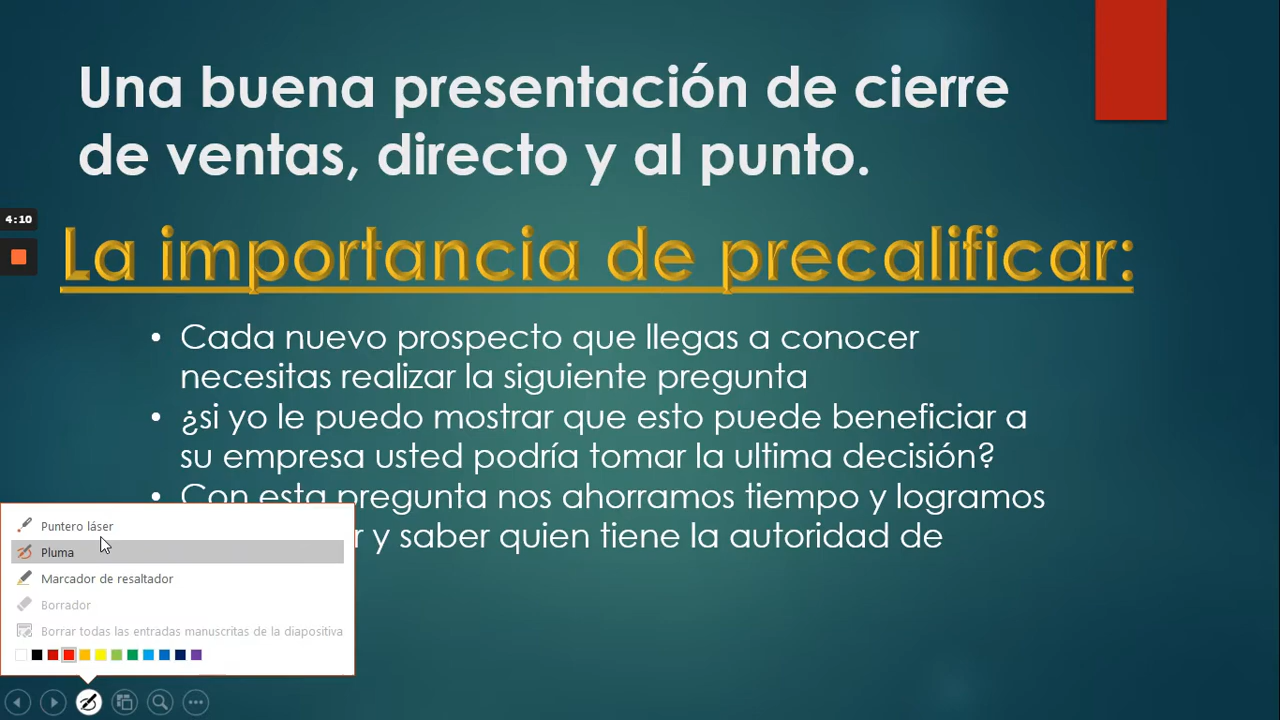 Una buena presentación de cierre
de ventas, directo y al punto.
4:10
La importancia de precalificar:
• Cada nuevo prospecto que llegas a conocer
necesitas realizar la siguiente pregunta
• ¿si yo le puedo mostrar que esto puede beneficiar a
su empresa usted podría tomar la ultima decisión?
• Con esta pregunta nos ahorramos tiempo y logramos
y saber quien tiene la autoridad de
Puntero láser
Pluma
Marcador de resaltador
Borrador
Borrar todas las entradas manuscritas de la diapositiva